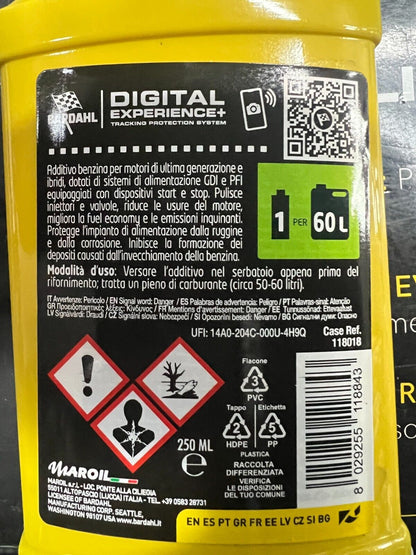 BARDAHL
DIGITAL
EXPERIENCE+
TRACKING PROTECTION SYSTEM
Additivo benzina per motori di ultima generazione e
ibridi, dotati di sistemi di alimentazione GDI e PFI
equipaggiati con dispositivi start e stop. Pulisce
iniettori e valvole, riduce le usure del motore,
migliora la fuel economy e le emissioni inquinanti.
Protegge l'impianto di alimentazione dalla ruggine
e dalla corrosione. Inibisce la formazione dei
depositi causati dall'invecchiamento della benzina.
1 PER 60 L
Modalità d'uso: Versare l'additivo nel serbatoio appena prima del
rifornimento; tratta un pieno di carburante (circa 50-60 litri).
IT Avvertenze: Pericolo / EN Signal word: Danger / ES Palabras de advertencia: Peligro / PT Palavras-sinal: Atenção
GR Προειδοποιητικές λέξεις: Κίνδυνος / FR Mentions d'avertissement: Danger / EE Tunnussõnad: Ettevaatust
LV Signālvārdi: Draudi / CZ Signální slova: Nebezpečí / SI Opozorilni besedi: Nevarno / BG Сигнални думи: Опасно
UFI: 14A0-204C-000U-4H9Q
Case Ref.
118018
Flacone
3
PVC
Tappo
2
HDPE
Etichetta
5
PP
PLASTICA
RACCOLTA
DIFFERENZIATA
VERIFICA
LE DISPOSIZIONI
DEL TUO COMUNE
250 ML
e
8 029255 118843
MAROIL
MAROIL s.r.l. - LOC. PONTE ALLA CILIEGIA
55011 ALTOPASCIO (LUCCA) ITALIA - TEL. +39 0583 28731
LICENSEE OF BARDAHL
MANUFACTURING CORP. SEATTLE,
WASHINGTON 98107 USA www.bardahl.it
EN ES PT GR FR EE LV CZ SI BG